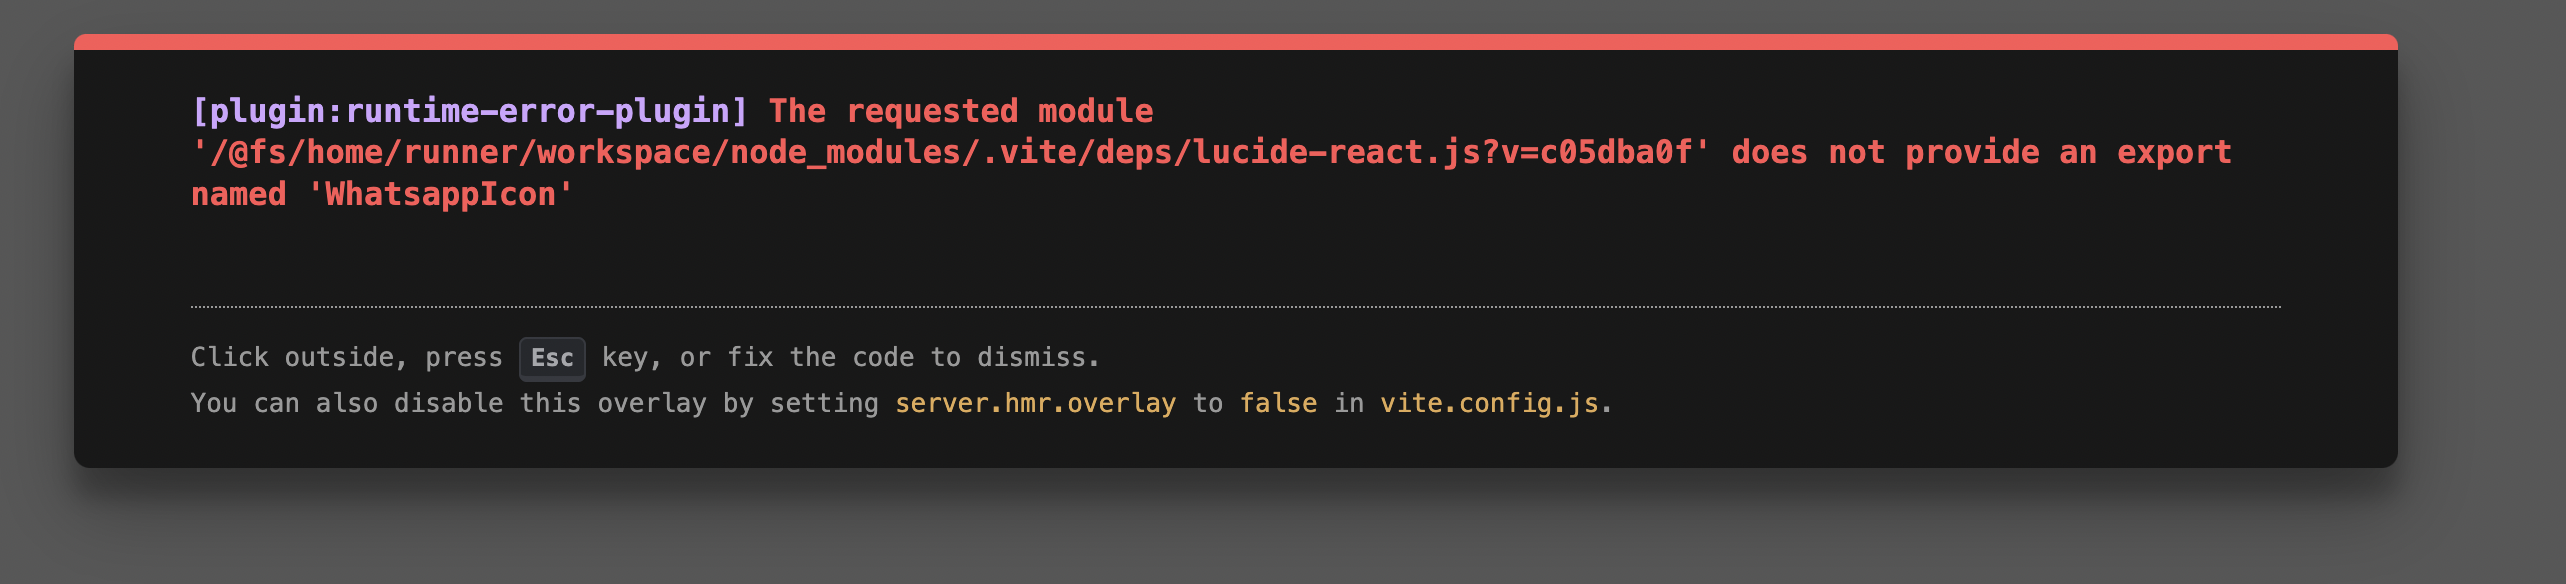 [plugin:runtime-error-plugin] The requested module
'/@fs/home/runner/workspace/node_modules/.vite/deps/lucide-react.js?v=c05dba0f' does not provide an export
named 'WhatsappIcon'
Click outside, press Esc key, or fix the code to dismiss.
You can also disable this overlay by setting server.hmr.overlay to false in vite.config.js.